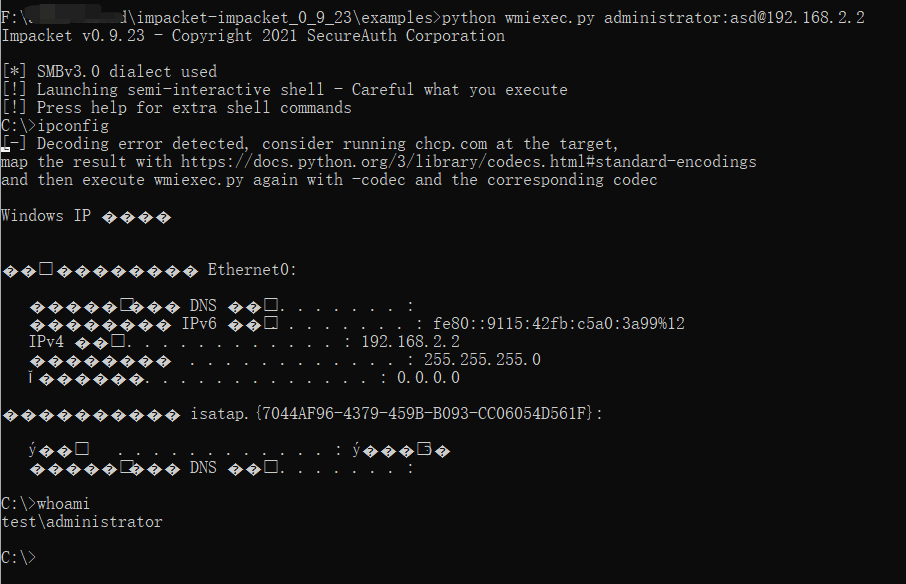 F:\d\impacket-impacket_0_9_23\examples>python wmiexec.py administrator:asd@192.168.2.2
Impacket v0.9.23 - Copyright 2021 SecureAuth Corporation
[*] SMBv3.0 dialect used
[!] Launching semi-interactive shell - Careful what you execute
[!] Press help for extra shell commands
C:\>ipconfig
[-] Decoding error detected, consider running chcp.com at the target,
map the result with https://docs.python.org/3/library/codecs.html#standard-encodings
and then execute wmiexec.py again with -codec and the corresponding codec
Windows IP ����
��□�������� Ethernet0:
�����□��� DNS ��□. . . . . . . :
�������� IPv6 ��□. . . . . . . . : fe80::9115:42fb:c5a0:3a99%12
IPv4 ��□. . . . . . . . . . . . : 192.168.2.2
�������� . . . . . . . . . . . . . : 255.255.255.0
Ĭ������. . . . . . . . . . . . . : 0.0.0.0
���������� isatap.{7044AF96-4379-459B-B093-CC06054D561F}:
ý��□ . . . . . . . . . . . . : ý���Ͽ�
�����□��� DNS ��□. . . . . . . :
C:\>whoami
test\administrator
C:\>